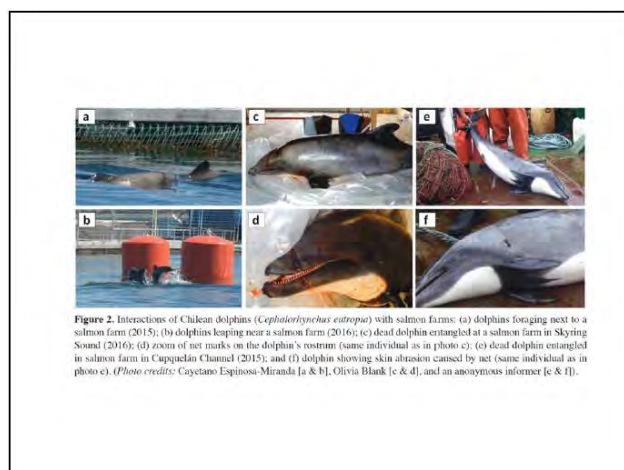 a
c
e
b
d
f
Figure 2. Interactions of Chilean dolphins (Cephalorhynchus eutropia) with salmon farms: (a) dolphins foraging next to a
salmon farm (2015); (b) dolphins leaping near a salmon farm (2016); (c) dead dolphin entangled at a salmon farm in Skyring
Sound (2016); (d) zoom of net marks on the dolphin's rostrum (same individual as in photo c); (e) dead dolphin entangled
in salmon farm in Cupquelán Channel (2015); and (f) dolphin showing skin abrasion caused by net (same individual as in
photo e). (Photo credits: Cayetano Espinosa-Miranda [a & b], Olivia Blank [c & d], and an anonymous informer [e & f]).